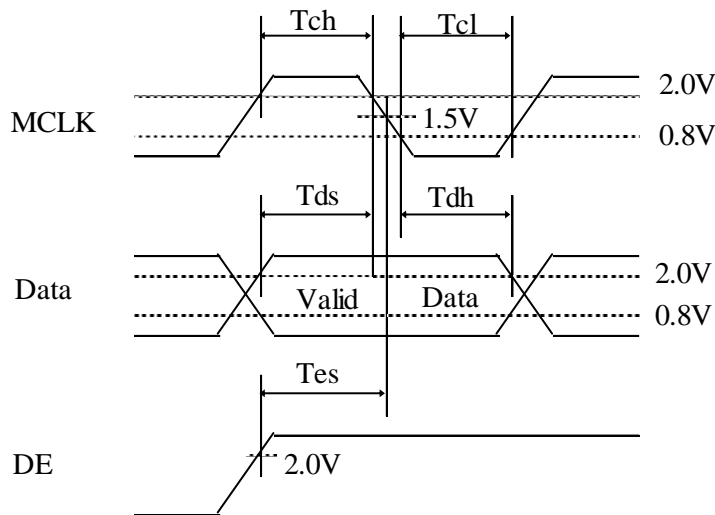 Tch Tcl
2.0V
MCLK 1.5V
0.8V
Tds Tdh
2.0V
Data Valid Data
0.8V
Tes
DE 2.0V